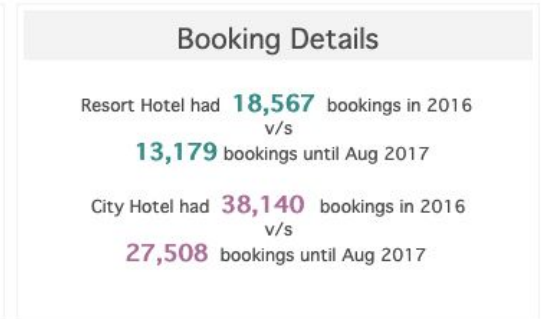 Booking Details
Resort Hotel had 18,567 bookings in 2016
v/s
13,179 bookings until Aug 2017
City Hotel had 38,140 bookings in 2016
v/s
27,508 bookings until Aug 2017